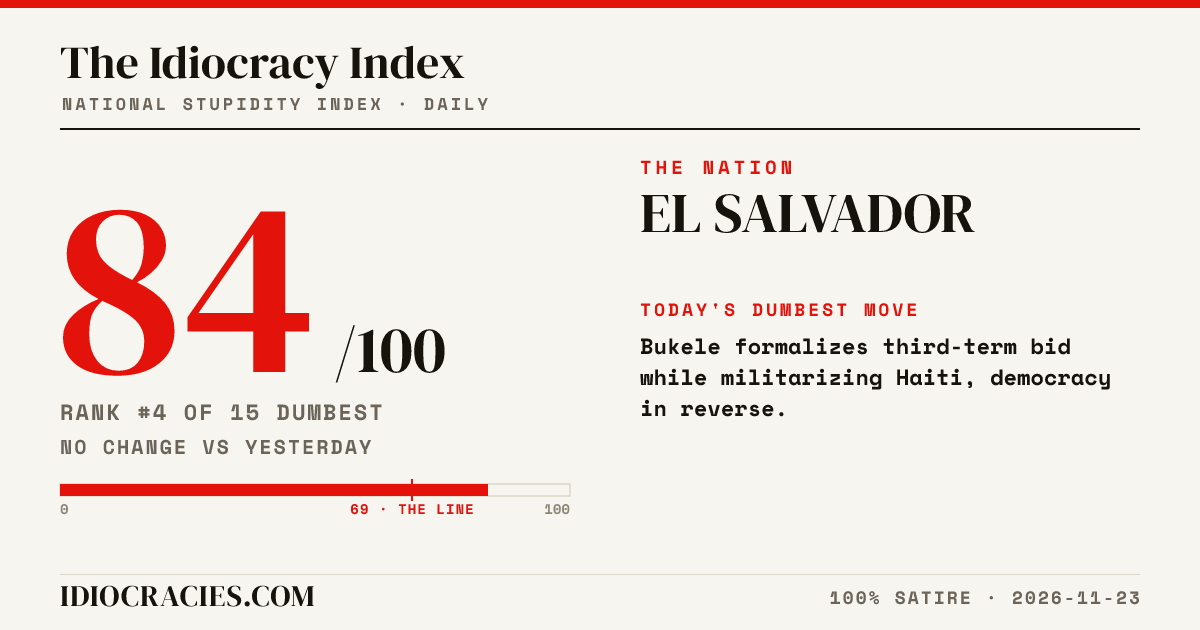 The Idiocracy Index
NATIONAL STUPIDITY INDEX · DAILY
84 /100
RANK #4 OF 15 DUMBEST
NO CHANGE VS YESTERDAY
0 69 · THE LINE 100
THE NATION
EL SALVADOR
TODAY'S DUMBEST MOVE
Bukele formalizes third-term bid
while militarizing Haiti, democracy
in reverse.
IDIOCRACIES.COM
100% SATIRE · 2026-11-23